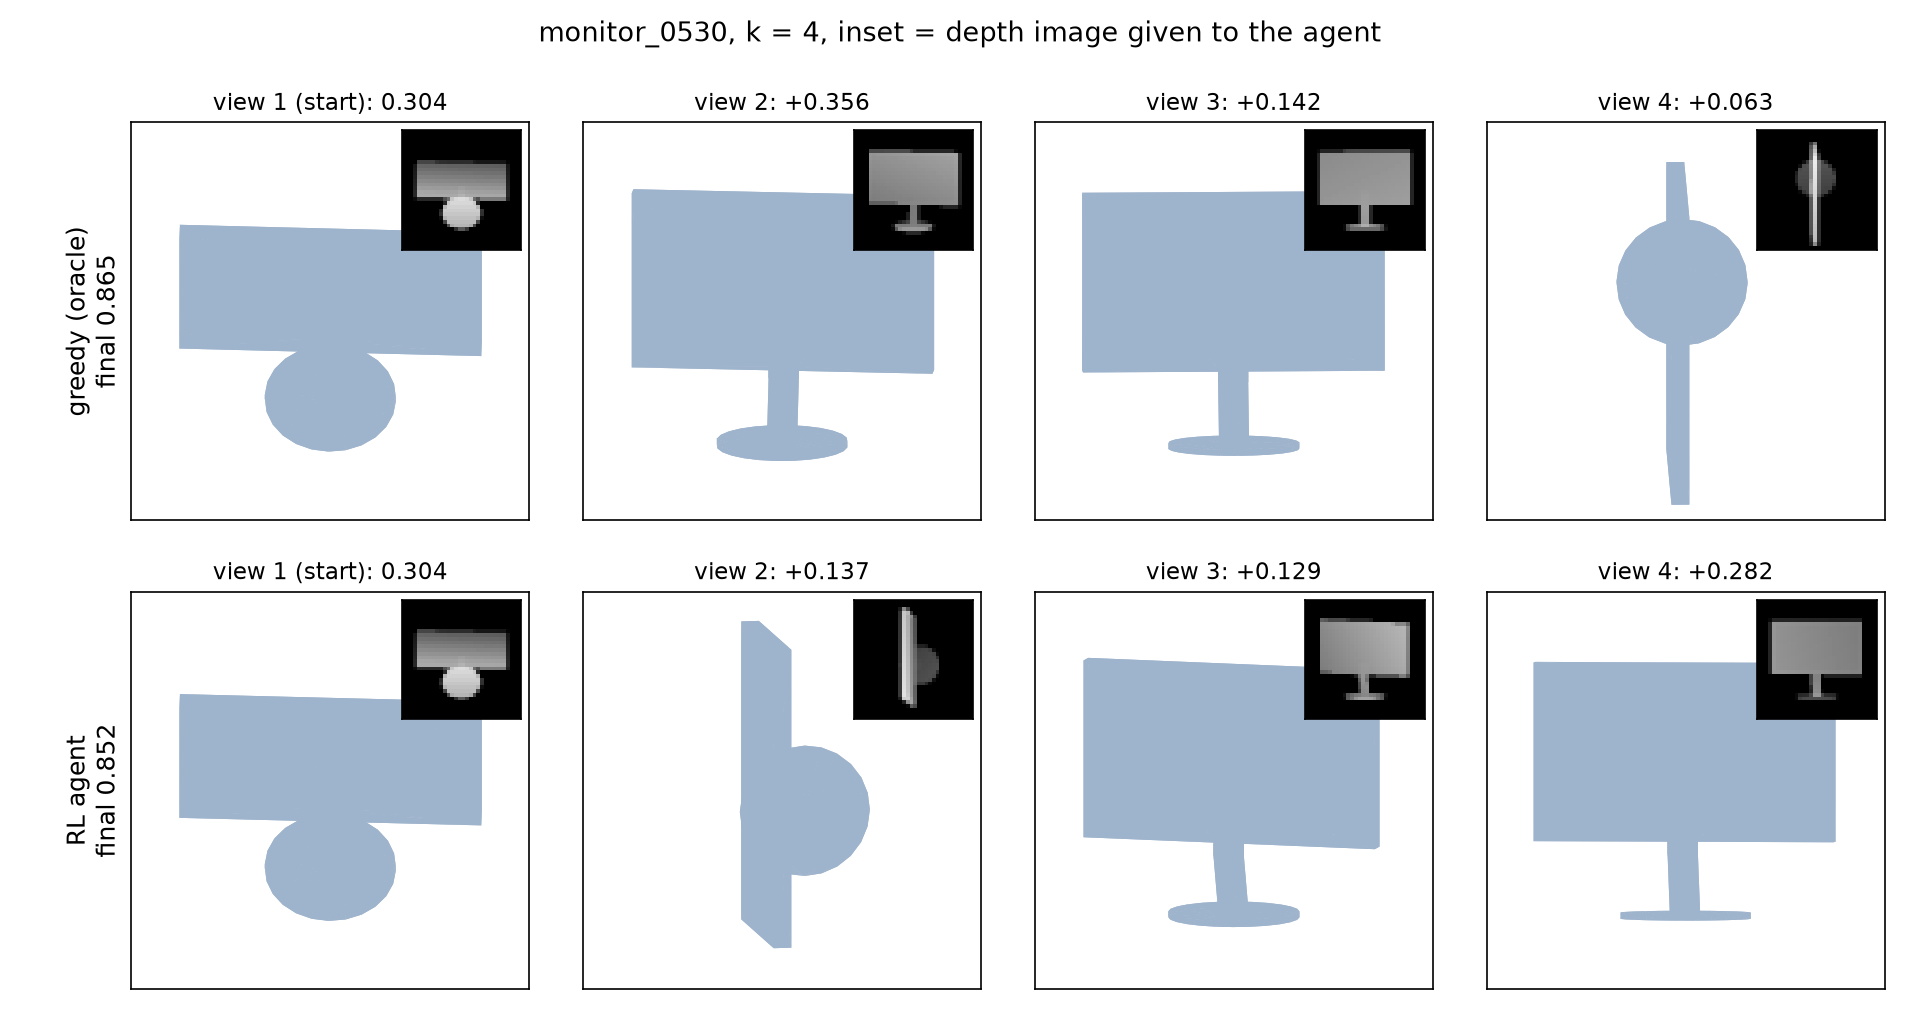 monitor_0530, k = 4, inset = depth image given to the agent
view 1 (start): 0.304
view 2: +0.356
view 3: +0.142
view 4: +0.063
greedy (oracle)
final 0.865
view 1 (start): 0.304
view 2: +0.137
view 3: +0.129
view 4: +0.282
RL agent
final 0.852